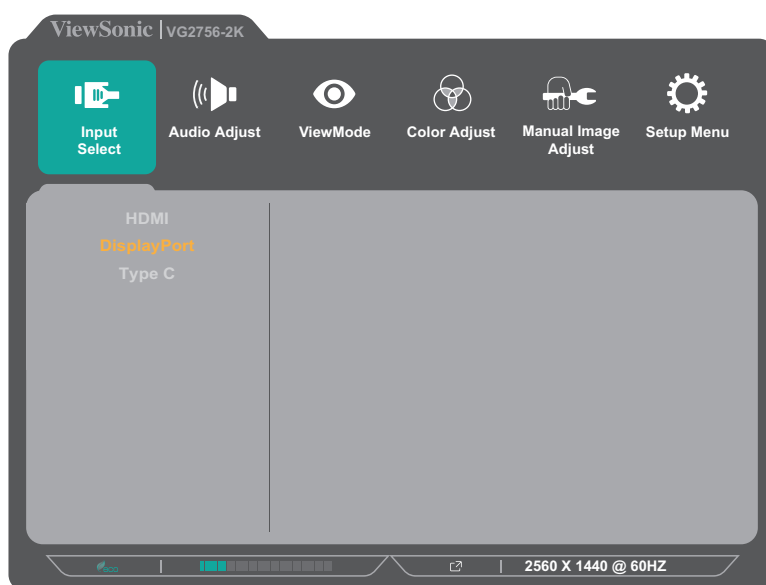 ViewSonic | VG2756-2K
Input
Select
Audio Adjust
ViewMode
Color Adjust
Manual Image
Adjust
Setup Menu
HDMI
DisplayPort
Type C
eco
2560 X 1440 @ 60HZ